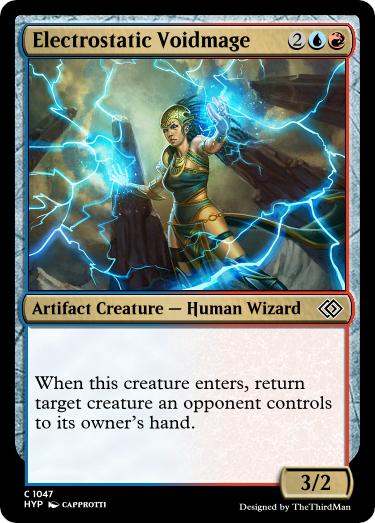 Electrostatic Voidmage 2
Artifact Creature — Human Wizard
When this creature enters, return
target creature an opponent controls
to its owner's hand.
3/2
C 1047
HYP CAPPROTTI
Designed by TheThirdMan